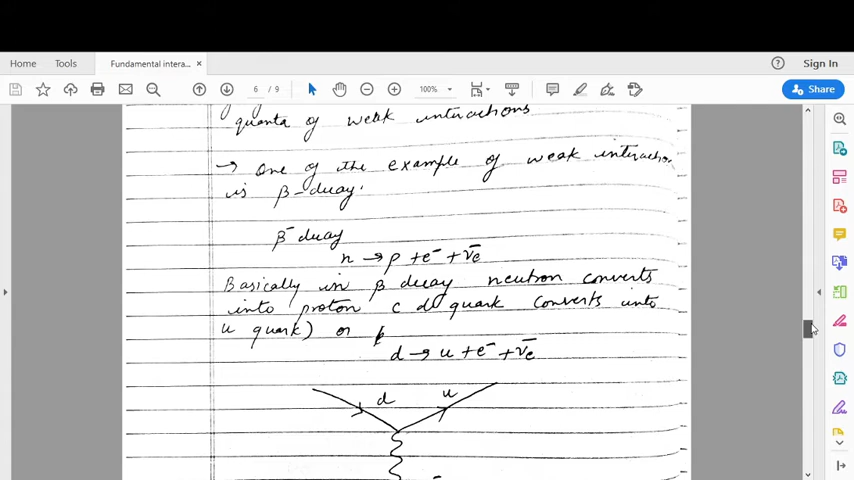 Home Tools Fundamental intera... × Sign In
6 / 9 100% Share
quanta of weak interactions
→ One of the example of weak interaction
is β-decay.
β⁻ decay
n → p + e⁻ + ν̅e
Basically in β decay neutron converts
into proton ( d quark converts into
u quark) or
d → u + e⁻ + ν̅e
d u